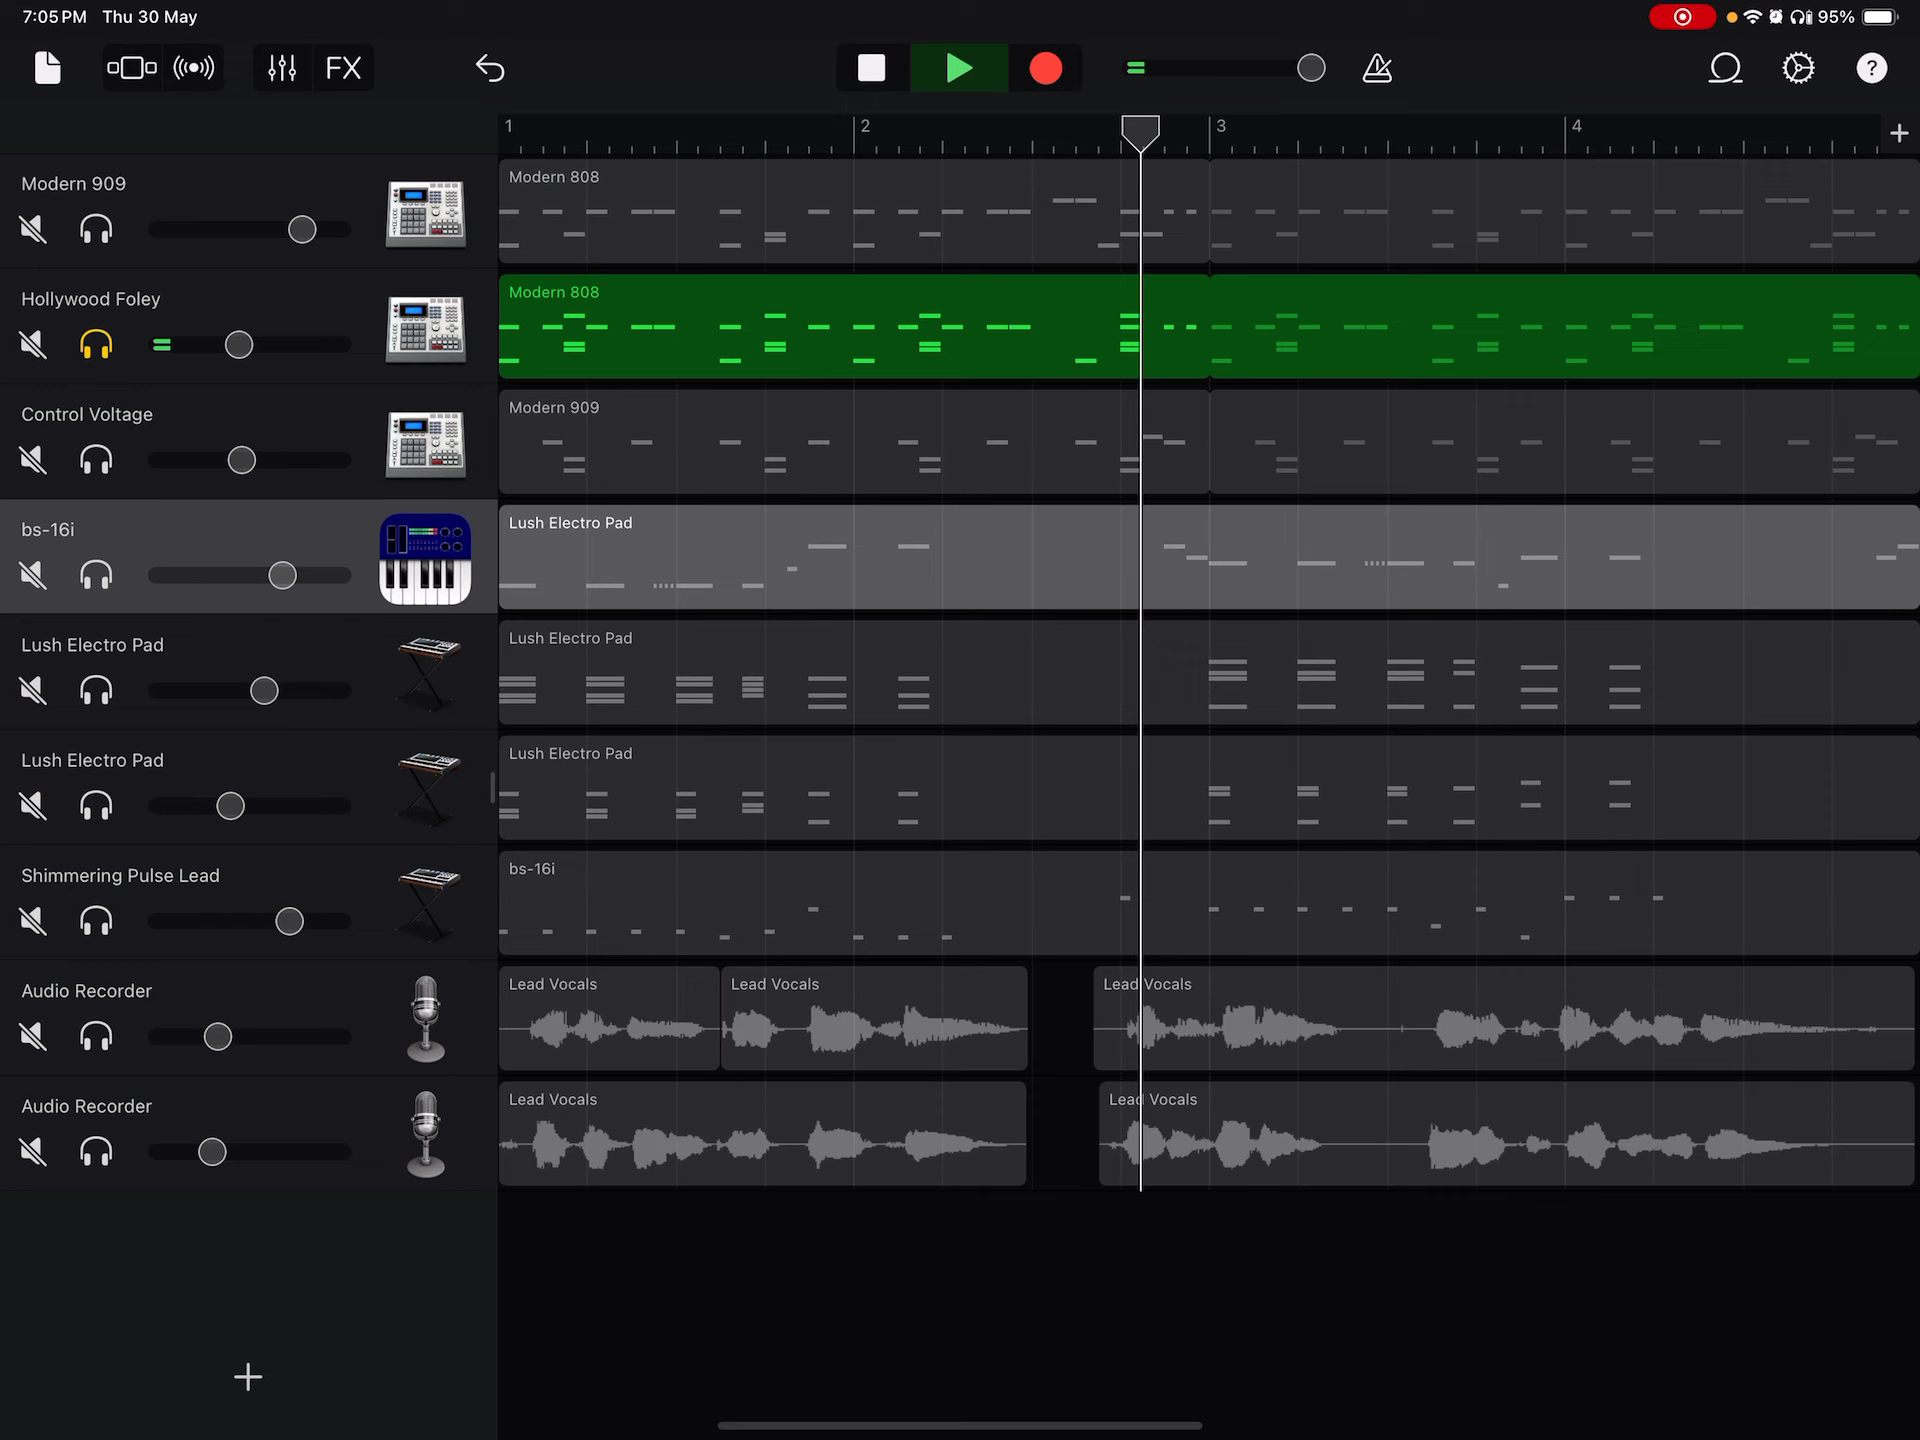 7:05 PM Thu 30 May
95%
FX
?
1 2 3 4
Modern 909
Modern 808
Hollywood Foley
Modern 808
Control Voltage
Modern 909
bs-16i
Lush Electro Pad
Lush Electro Pad
Lush Electro Pad
Lush Electro Pad
Lush Electro Pad
Shimmering Pulse Lead
bs-16i
Audio Recorder
Lead Vocals
Lead Vocals
Lead Vocals
Audio Recorder
Lead Vocals
Lead Vocals